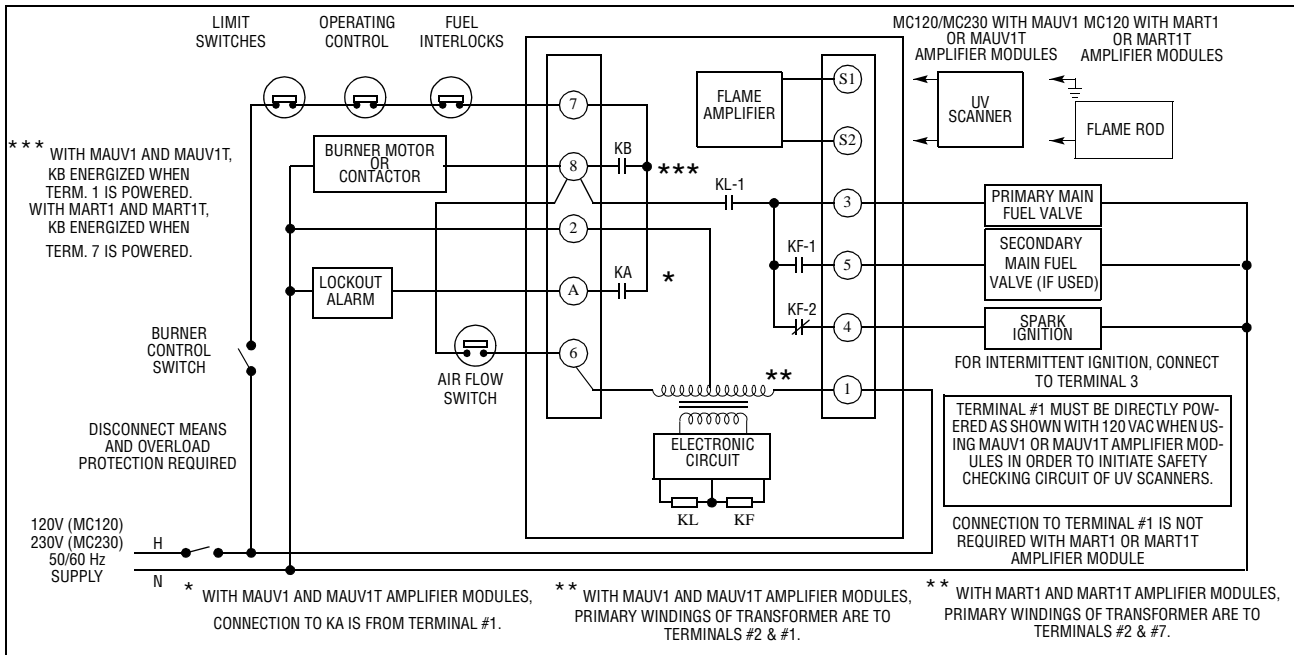 LIMIT
SWITCHES
OPERATING
CONTROL
FUEL
INTERLOCKS
MC120/MC230 WITH MAUV1
OR MAUV1T
AMPLIFIER MODULES
MC120 WITH MART1
OR MART1T
AMPLIFIER MODULES
7
8
2
A
6
S1
S2
3
5
4
1
FLAME
AMPLIFIER
UV
SCANNER
FLAME ROD
*** WITH MAUV1 AND MAUV1T,
KB ENERGIZED WHEN
TERM. 1 IS POWERED.
WITH MART1 AND MART1T,
KB ENERGIZED WHEN
TERM. 7 IS POWERED.
BURNER MOTOR
OR
CONTACTOR
KB
***
KL-1
KF-1
KF-2
KA
*
LOCKOUT
ALARM
PRIMARY MAIN
FUEL VALVE
SECONDARY
MAIN FUEL
VALVE (IF USED)
SPARK
IGNITION
FOR INTERMITTENT IGNITION, CONNECT
TO TERMINAL 3
BURNER
CONTROL
SWITCH
AIR FLOW
SWITCH
**
ELECTRONIC
CIRCUIT
KL
KF
TERMINAL #1 MUST BE DIRECTLY POW-
ERED AS SHOWN WITH 120 VAC WHEN US-
ING MAUV1 OR MAUV1T AMPLIFIER MOD-
ULES IN ORDER TO INITIATE SAFETY
CHECKING CIRCUIT OF UV SCANNERS.
DISCONNECT MEANS
AND OVERLOAD
PROTECTION REQUIRED
CONNECTION TO TERMINAL #1 IS NOT
REQUIRED WITH MART1 OR MART1T
AMPLIFIER MODULE
120V (MC120)
230V (MC230)
50/60 Hz
SUPPLY
H
N
* WITH MAUV1 AND MAUV1T AMPLIFIER MODULES,
CONNECTION TO KA IS FROM TERMINAL #1.
** WITH MAUV1 AND MAUV1T AMPLIFIER MODULES,
PRIMARY WINDINGS OF TRANSFORMER ARE TO
TERMINALS #2 & #1.
** WITH MART1 AND MART1T AMPLIFIER MODULES,
PRIMARY WINDINGS OF TRANSFORMER ARE TO
TERMINALS #2 & #7.